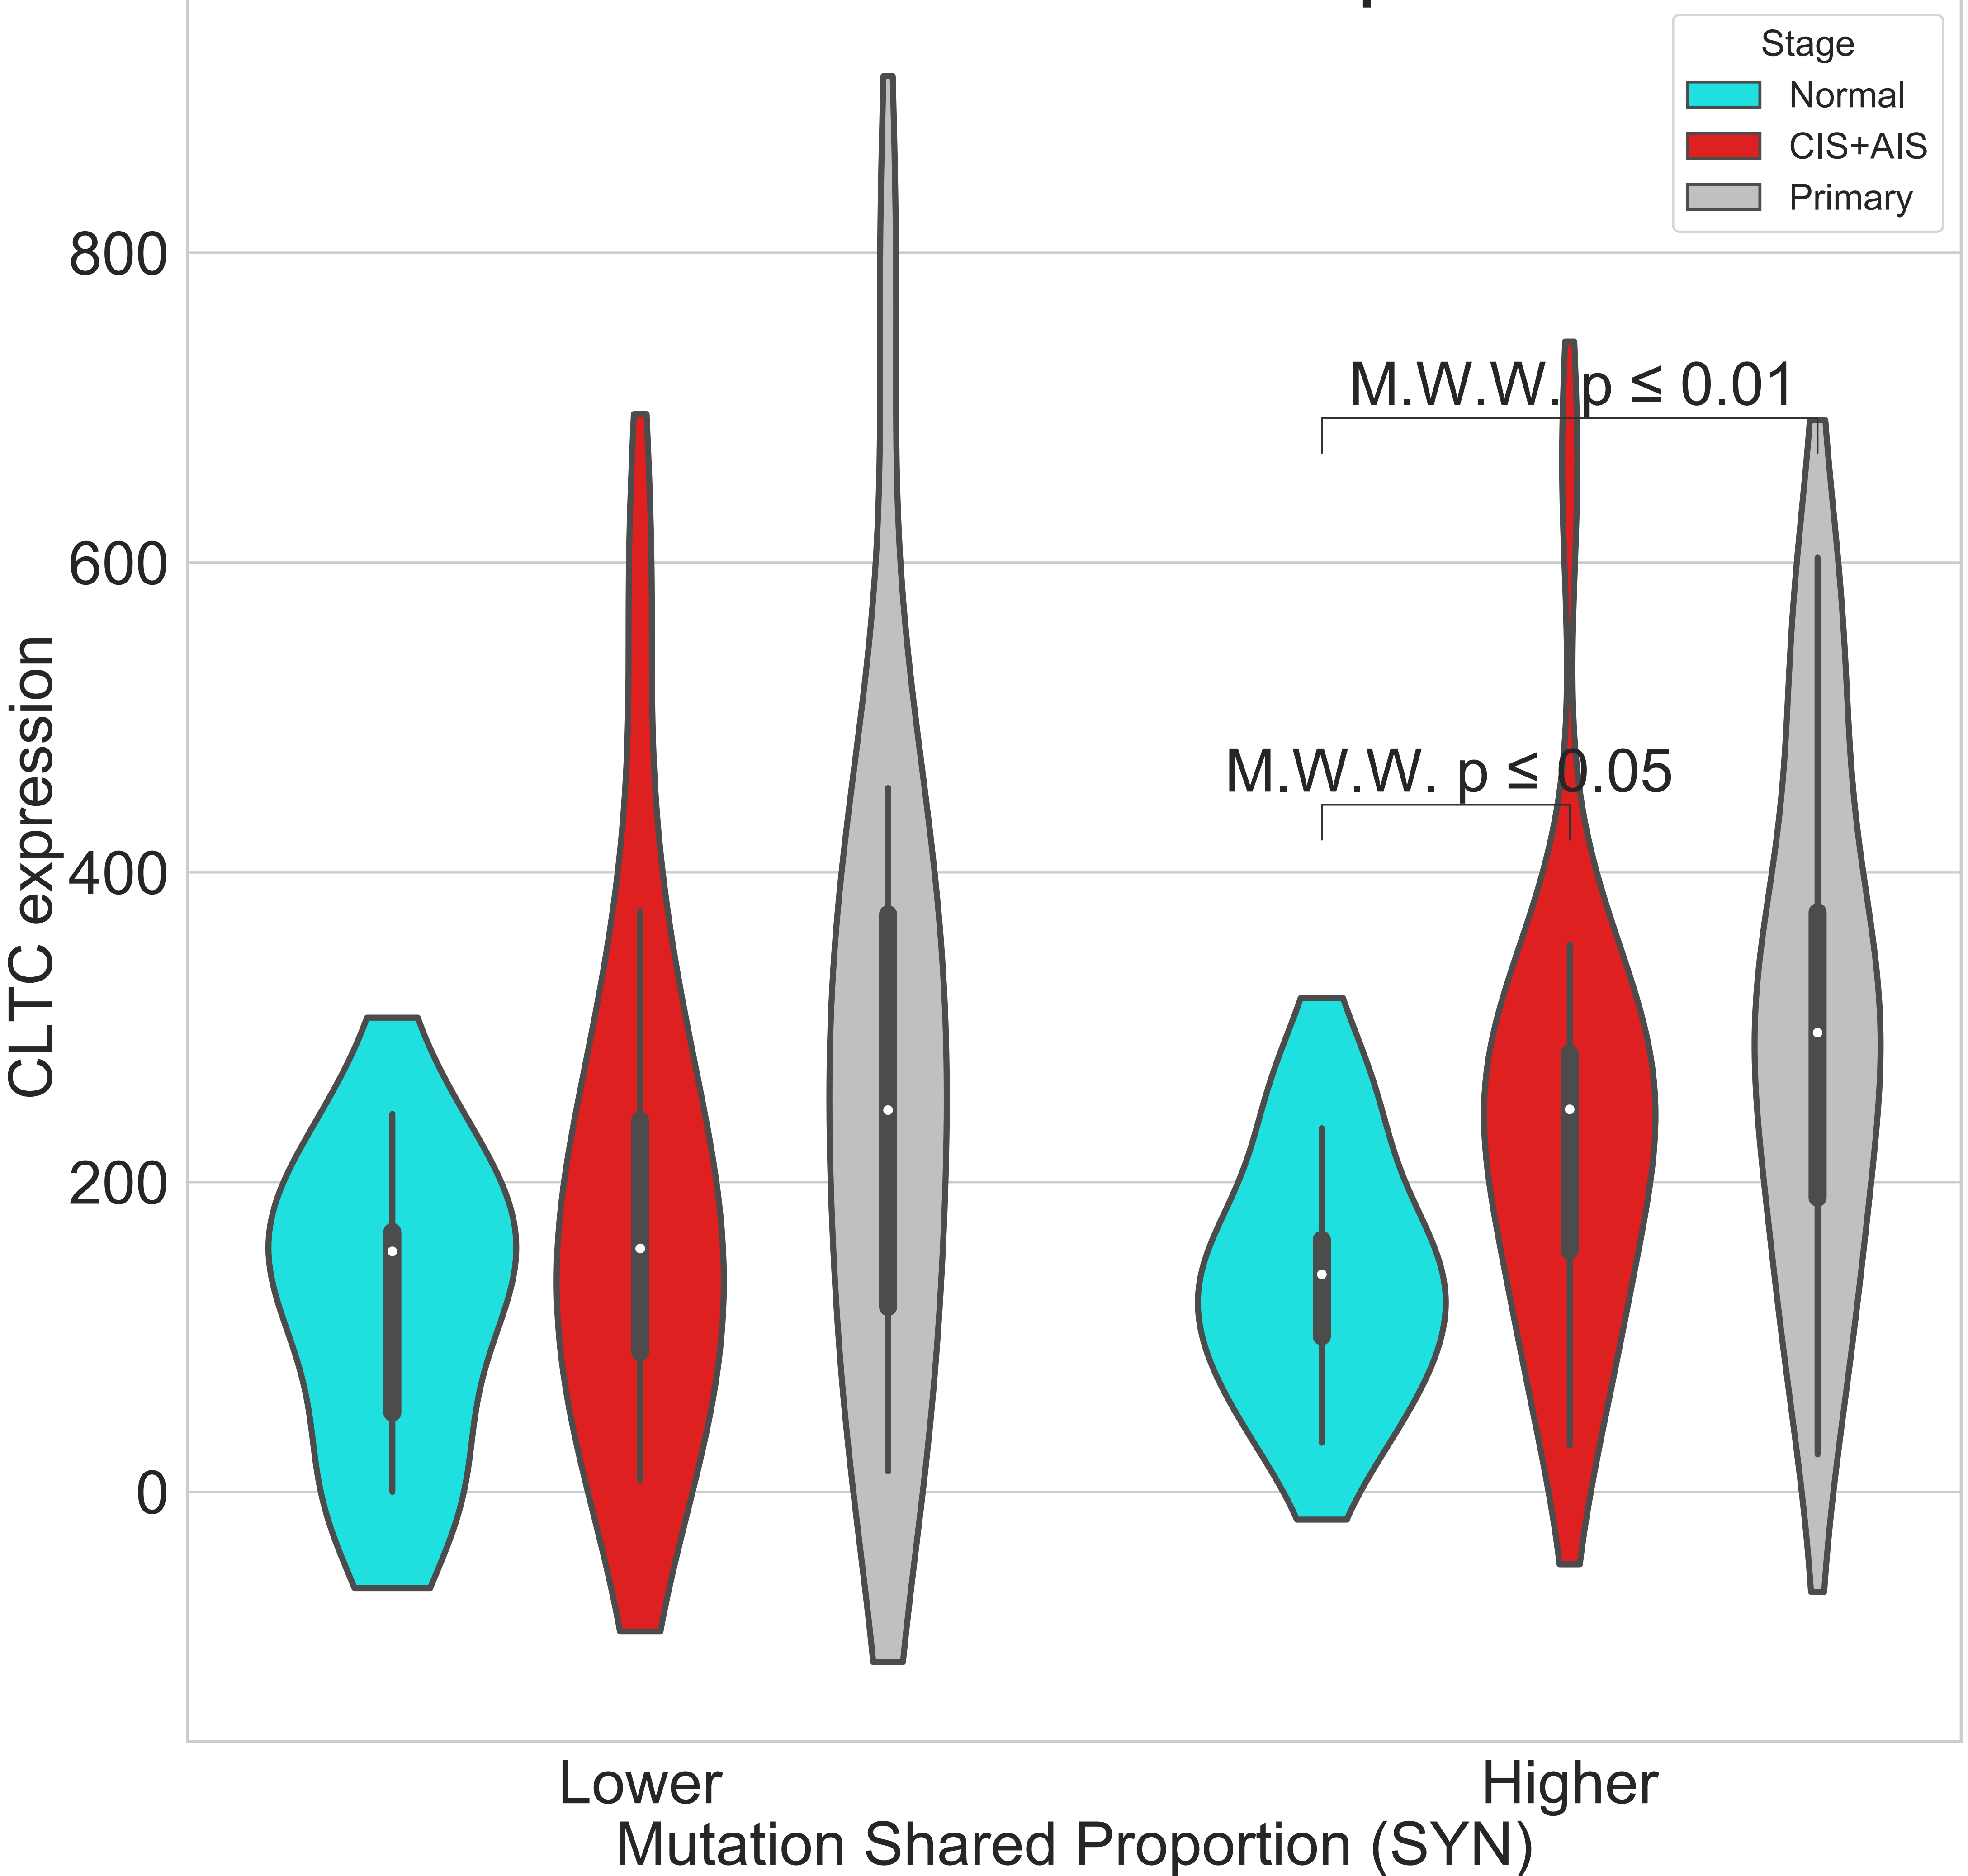 Stage
Normal
CIS+AIS
Primary
800
600
400
200
0
CLTC expression
M.W.W. p ≤ 0.01
M.W.W. p ≤ 0.05
Lower
Higher
Mutation Shared Proportion (SYN)